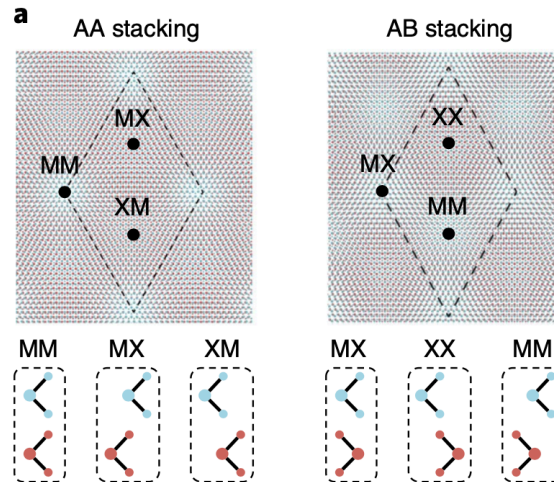 a
AA stacking AB stacking
MX XX
MM MX
XM MM
MM MX XM MX XX MM